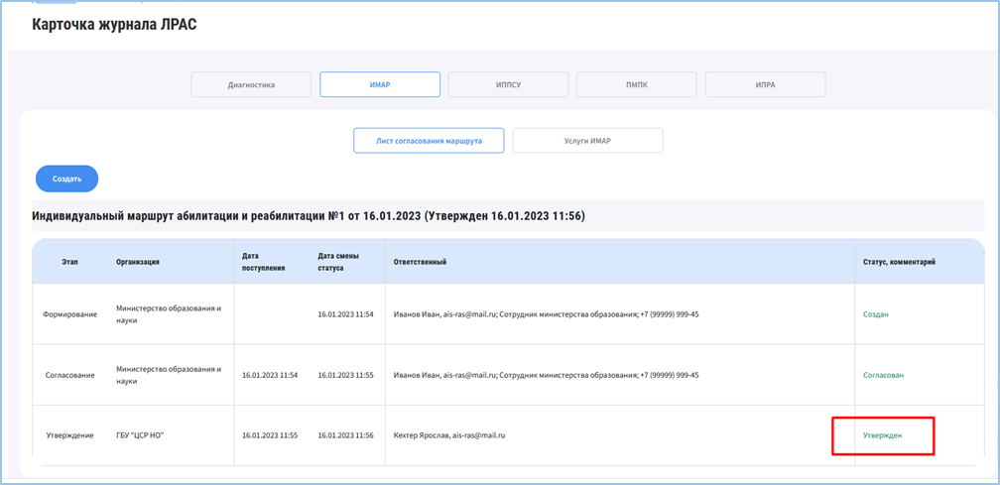 Карточка журнала ЛРАС
Диагностика ИМАР ИППСУ ПМПК ИПРА
Лист согласования маршрута Услуги ИМАР
Создать
Индивидуальный маршрут абилитации и реабилитации №1 от 16.01.2023 (Утвержден 16.01.2023 11:56)
Этап Организация Дата поступления Дата смены статуса Ответственный Статус, комментарий
Формирование Министерство образования и науки 16.01.2023 11:54 Иванов Иван, ais-ras@mail.ru; Сотрудник министерства образования; +7 (99999) 999-45 Создан
Согласование Министерство образования и науки 16.01.2023 11:54 16.01.2023 11:55 Иванов Иван, ais-ras@mail.ru; Сотрудник министерства образования; +7 (99999) 999-45 Согласован
Утверждение ГБУ "ЦСР НО" 16.01.2023 11:55 16.01.2023 11:56 Кехтер Ярослав, ais-ras@mail.ru Утвержден